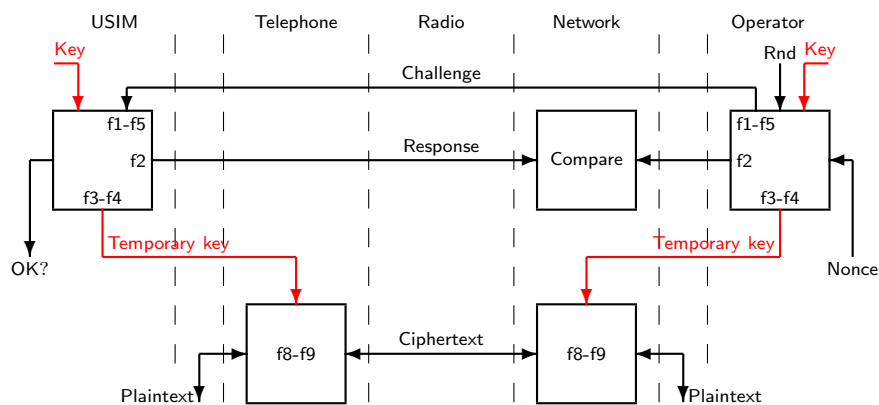 USIM Telephone Radio Network Operator
Key Rnd Key
Challenge
f1-f5 f1-f5
f2 Response Compare f2
f3-f4 f3-f4
Temporary key Temporary key
OK? Nonce
Ciphertext
f8-f9 f8-f9
Plaintext Plaintext